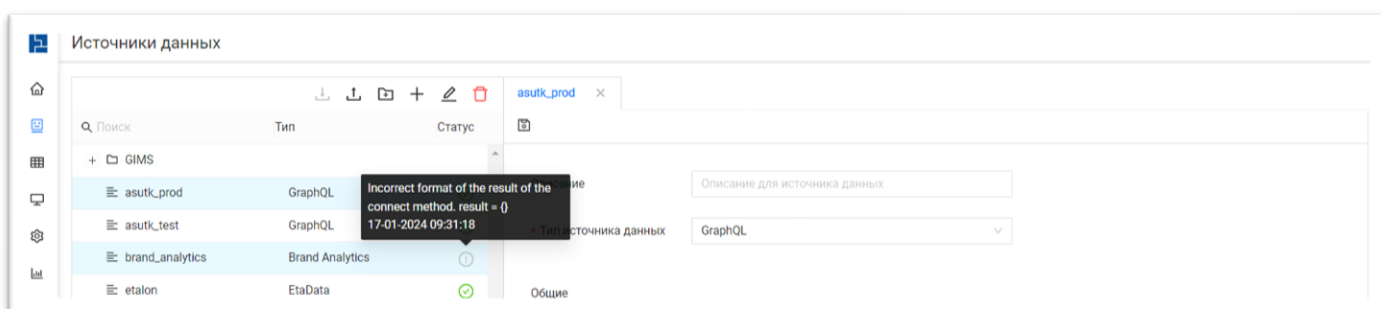 Источники данных
asutk_prod
Поиск Тип Статус
GIMS
asutk_prod GraphQL
Incorrect format of the result of the
connect method. result = {}
17-01-2024 09:31:18
Описание для источника данных
asutk_test GraphQL
Тип источника данных GraphQL
brand_analytics Brand Analytics
etalon EtaData
Общие